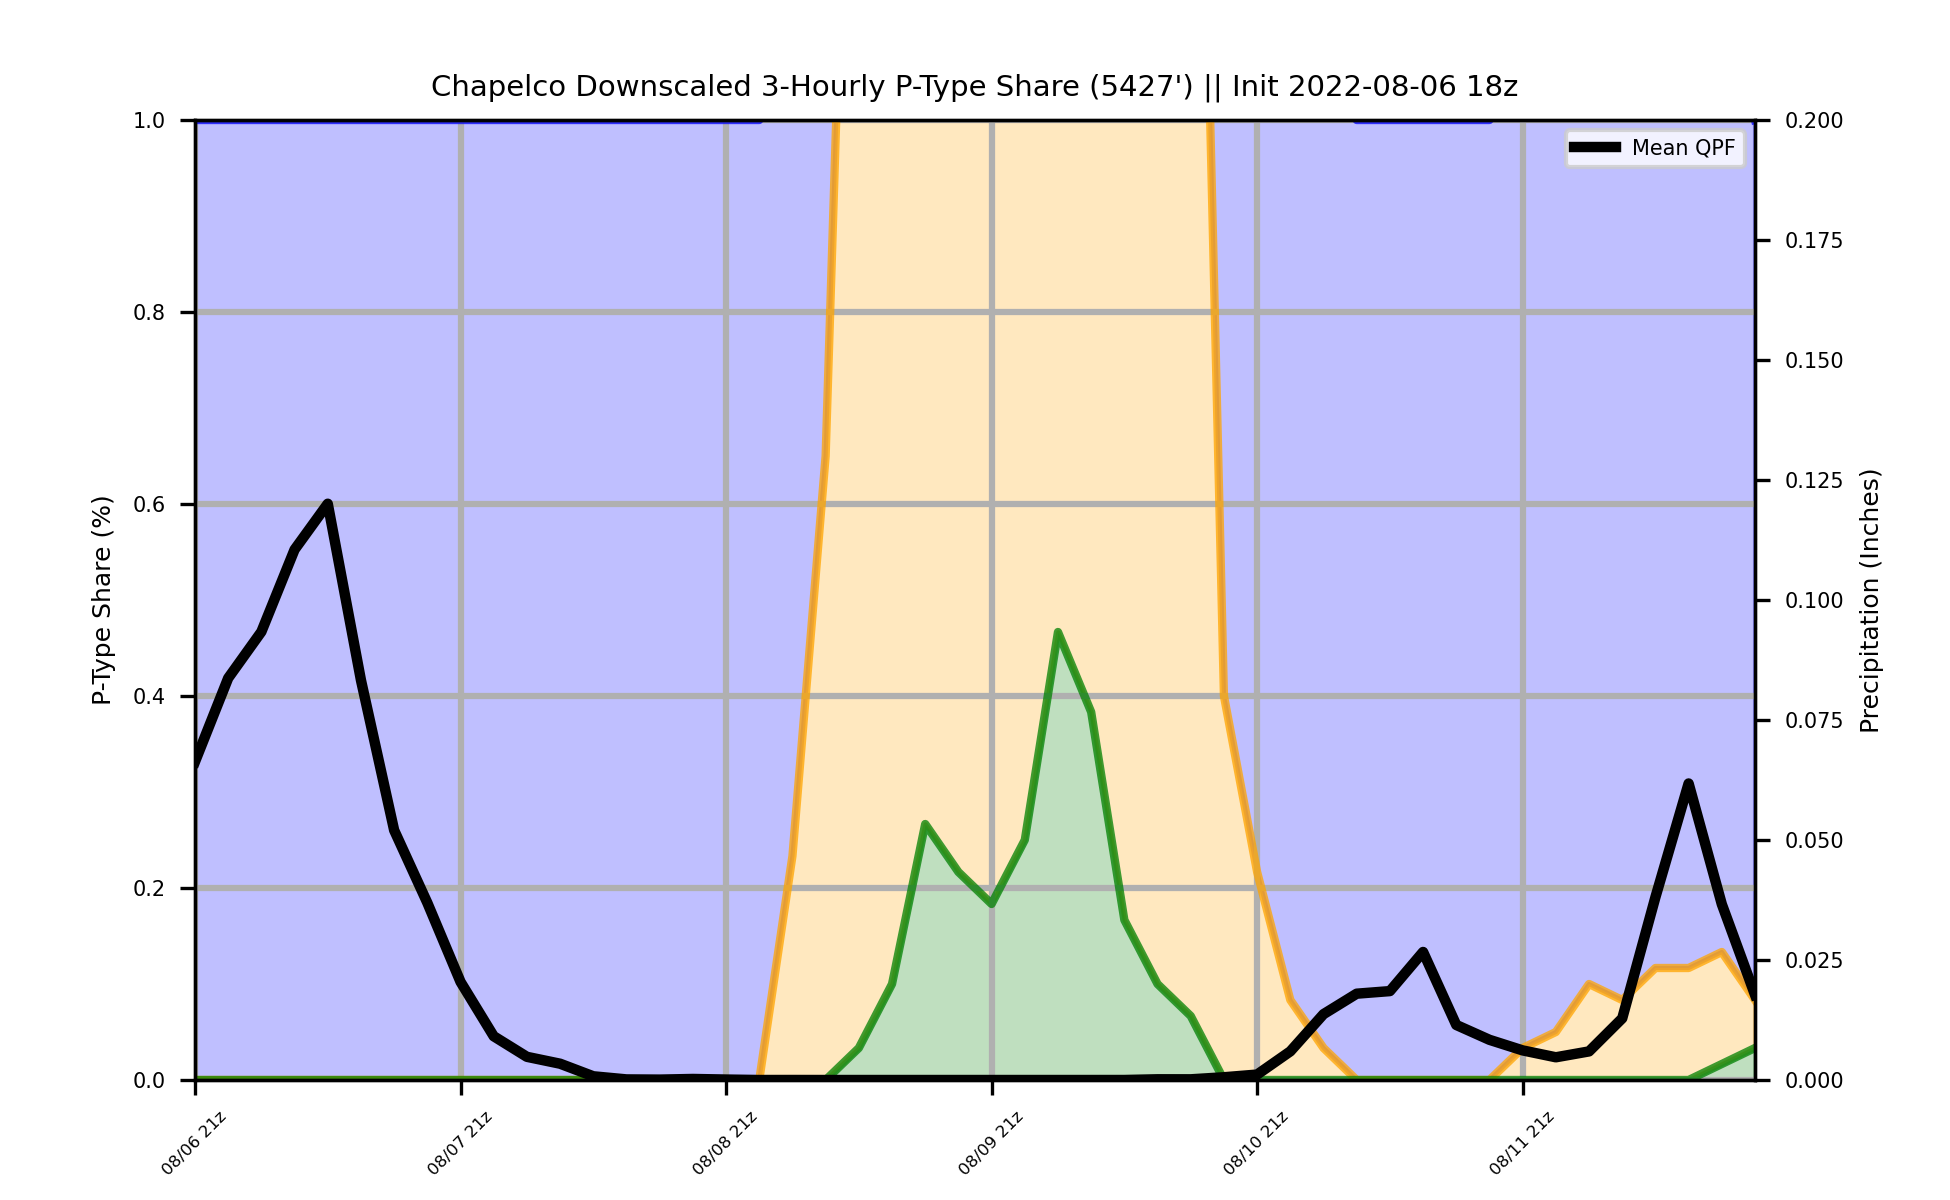 Chapelco Downscaled 3-Hourly P-Type Share (5427') || Init 2022-08-06 18z
1.0
0.8
0.6
0.4
0.2
0.0
P-Type Share (%)
Mean QPF
0.200
0.175
0.150
0.125
0.100
0.075
0.050
0.025
0.000
Precipitation (Inches)
08/06 21z
08/07 21z
08/08 21z
08/09 21z
08/10 21z
08/11 21z